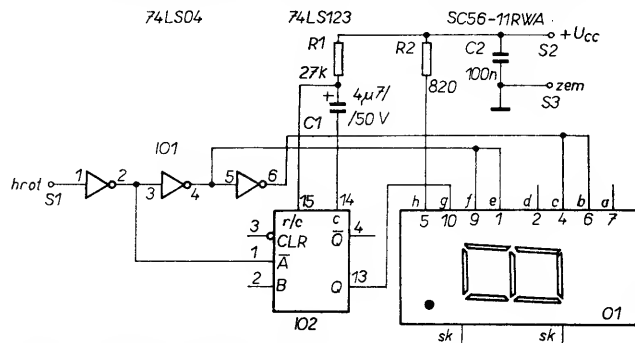 74LS04 74LS123 SC56-11RWA
R1 R2 C2 +Ucc
S2
27k 100n zem
820 S3
+ 4µ7/
/50 V
C1
IO1
hrot 1 2 3 4 5 6
S1
15 14 h g f e d c b a
r/c c 5 10 9 1 2 4 6 7
3 CLR Q̅ 4
1 A̅
2 B Q 13
IO2 O1
sk sk